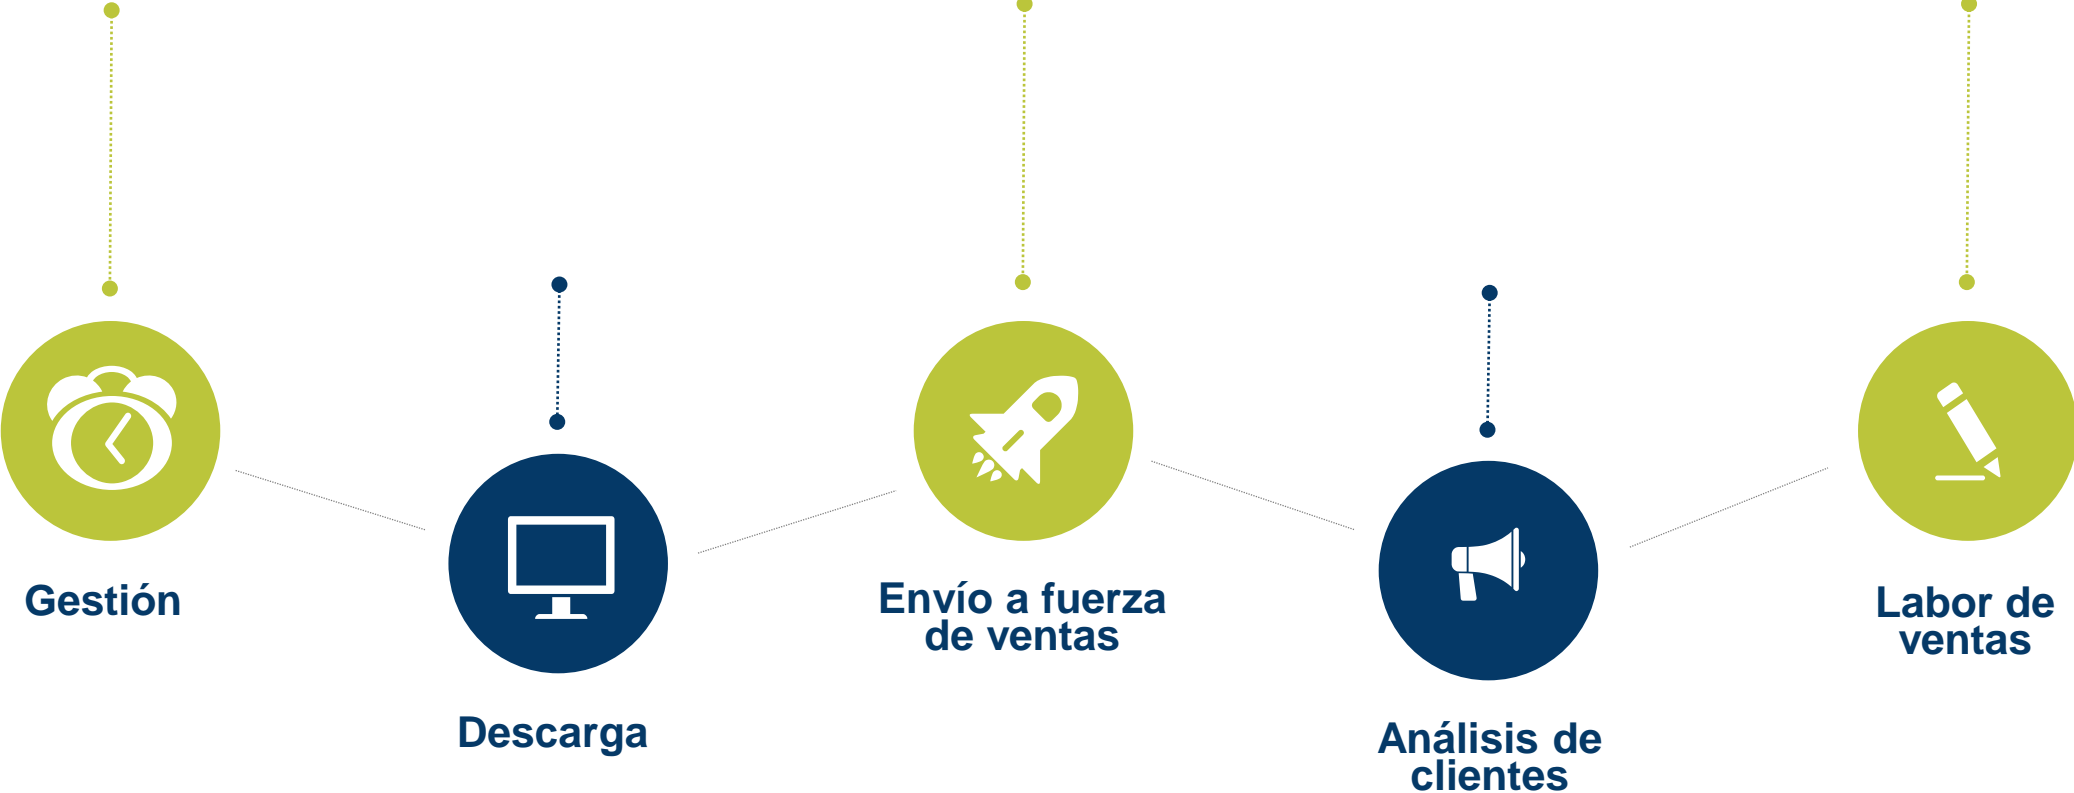 Gestión
Descarga
Envío a fuerza
de ventas
Análisis de
clientes
Labor de
ventas